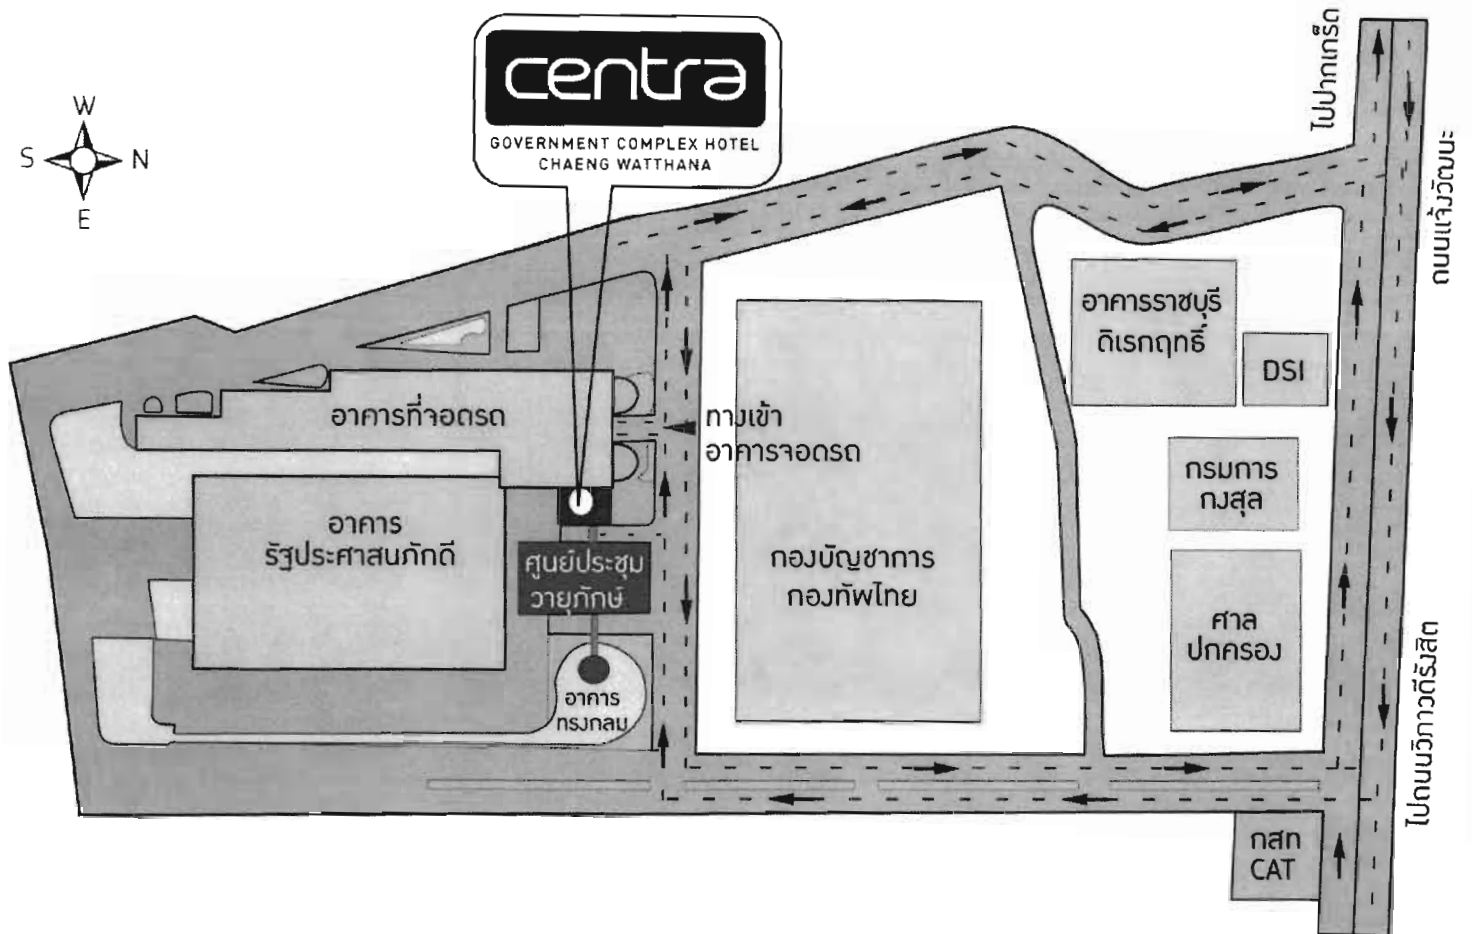 centra
GOVERNMENT COMPLEX HOTEL
CHAENG WATTHANA
W
S
N
E
ไปปากเกร็ด
ถนนแจ้งวัฒนะ
อาคารราชบุรี
ดิเรกฤทธิ์
DSI
อาคารที่จอดรถ
ทางเข้า
อาคารจอดรถ
กรมการ
กงสุล
อาคาร
รัฐประศาสนภักดี
ศูนย์ประชุม
วายุภักษ์
กองบัญชาการ
กองทัพไทย
ศาล
ปกครอง
อาคาร
ทรงกลม
ไปถนนวิภาวดีรังสิต
กสท
CAT